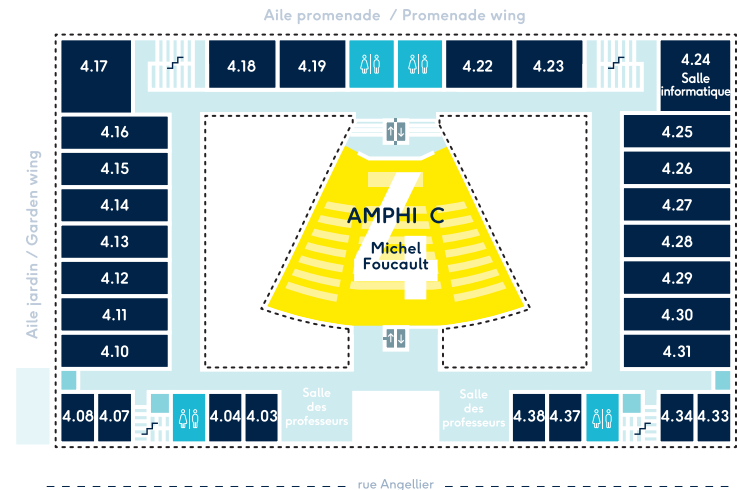 Aile promenade / Promenade wing
4.17
4.18
4.19
4.22
4.23
4.24
Salle
informatique
4.16
4.15
4.14
4.13
4.12
4.11
4.10
Aile jardin / Garden wing
4
AMPHI C
Michel
Foucault
4.25
4.26
4.27
4.28
4.29
4.30
4.31
4.08
4.07
4.04
4.03
Salle
des
professeurs
Salle
des
professeurs
4.38
4.37
4.34
4.33
rue Angellier